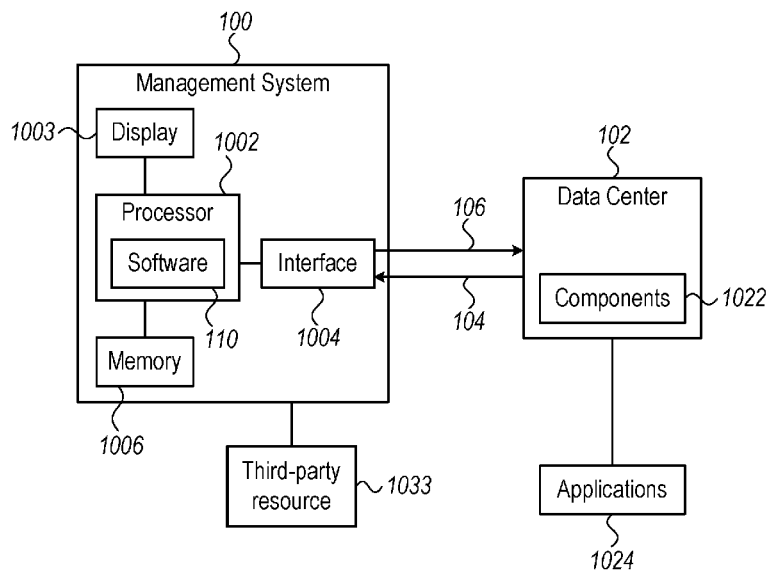 100
Management System
1003
Display
1002
Processor
Software
110
Interface
1004
Memory
1006
106
104
102
Data Center
Components
1022
Third-party
resource
1033
Applications
1024